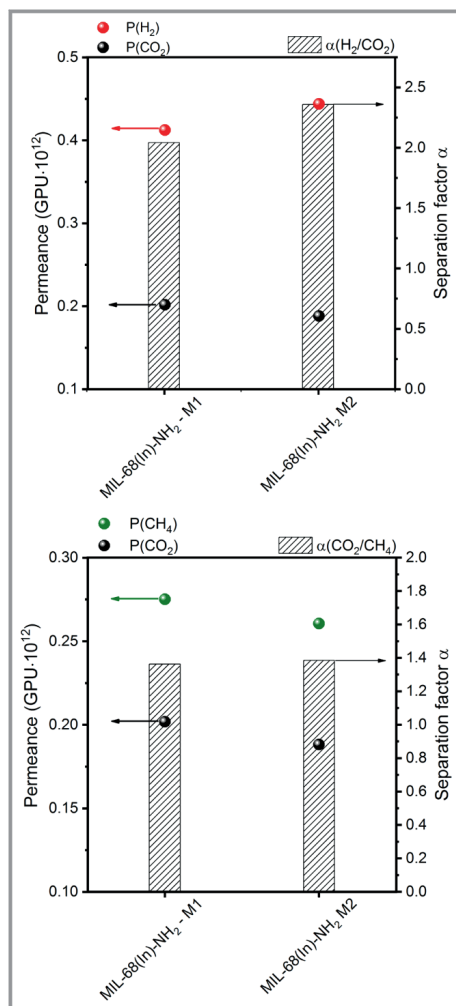 P(H₂)
P(CO₂)
α(H₂/CO₂)
0.5
0.4
0.3
0.2
0.1
Permeance (GPU·10¹²)
2.5
2.0
1.5
1.0
0.5
0.0
Separation factor α
MIL-68(In)-NH₂ - M1
MIL-68(In)-NH₂ M2
P(CH₄)
P(CO₂)
α(CO₂/CH₄)
0.30
0.25
0.20
0.15
0.10
Permeance (GPU·10¹²)
2.0
1.8
1.6
1.4
1.2
1.0
0.8
0.6
0.4
0.2
0.0
Separation factor α
MIL-68(In)-NH₂ - M1
MIL-68(In)-NH₂ M2